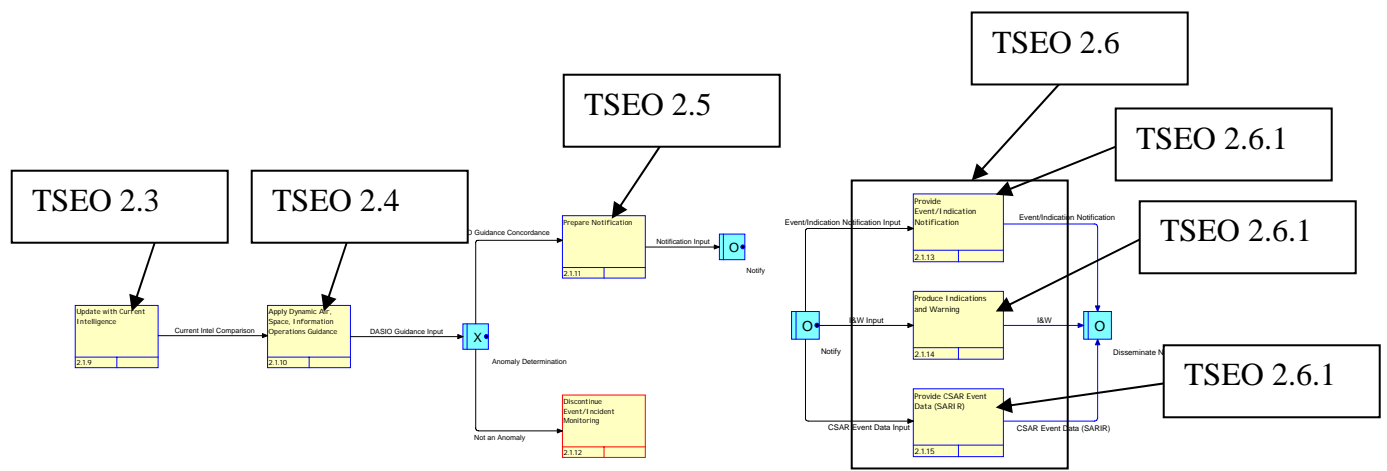 TSEO 2.6
TSEO 2.5
TSEO 2.6.1
TSEO 2.3
TSEO 2.4
TSEO 2.6.1
TSEO 2.6.1
Update with Current
Intelligence
2.1.9
Current Intel Comparison
Apply Dynamic Air,
Space, Information
Operations Guidance
2.1.10
DASIO Guidance Input
X
Anomaly Determination
Guidance Concordance
Not an Anomaly
Prepare Notification
2.1.11
Notification Input
O
Notify
Discontinue
Event/Incident
Monitoring
2.1.12
O
Notify
Event/Indication Notification Input
I&W Input
CSAR Event Data Input
Provide
Event/Indication
Notification
2.1.13
Produce Indications
and Warning
2.1.14
Provide CSAR Event
Data (SARIR)
2.1.15
Event/Indication Notification
I&W
CSAR Event Data (SARIR)
O
Disseminate N